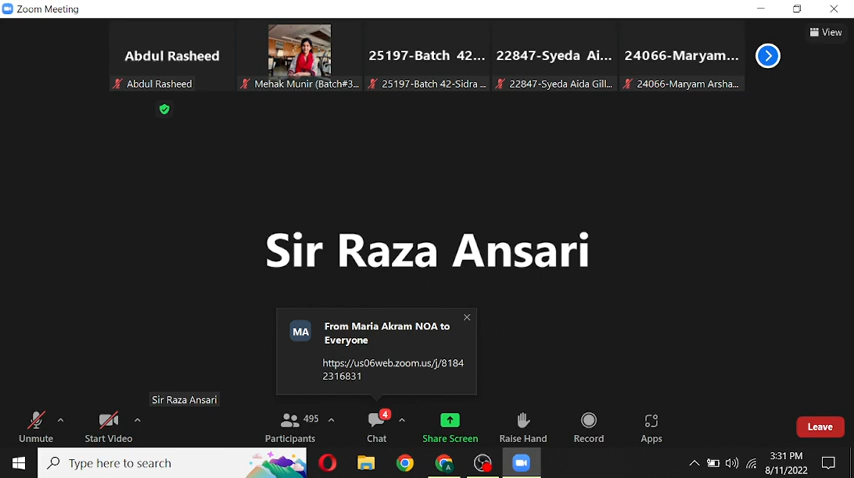 Zoom Meeting
View
Abdul Rasheed
25197-Batch 42...
22847-Syeda Ai...
24066-Maryam...
Abdul Rasheed
Mehak Munir (Batch#3...
25197-Batch 42-Sidra ...
22847-Syeda Aida Gill...
24066-Maryam Arsha...
Sir Raza Ansari
MA
From Maria Akram NOA to
Everyone
https://us06web.zoom.us/j/8184
2316831
Sir Raza Ansari
Unmute
Start Video
495
Participants
4
Chat
Share Screen
Raise Hand
Record
Apps
Leave
Type here to search
A
3:31 PM
8/11/2022